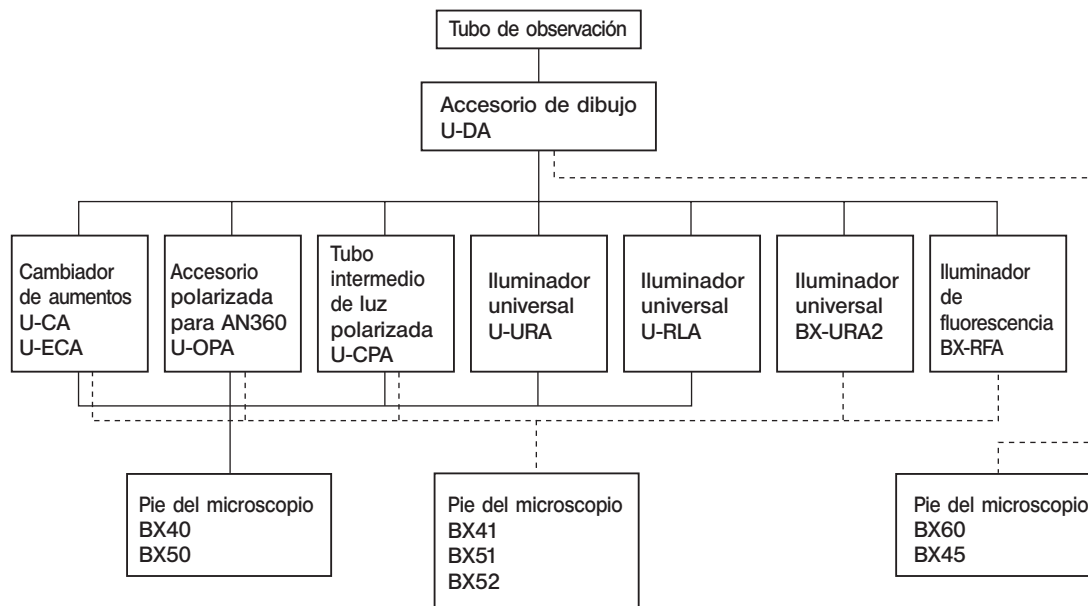 Tubo de observación
Accesorio de dibujo
U-DA
Cambiador
de aumentos
U-CA
U-ECA
Accesorio
polarizada
para AN360
U-OPA
Tubo
intermedio
de luz
polarizada
U-CPA
Iluminador
universal
U-URA
Iluminador
universal
U-RLA
Iluminador
universal
BX-URA2
Iluminador
de
fluorescencia
BX-RFA
Pie del microscopio
BX40
BX50
Pie del microscopio
BX41
BX51
BX52
Pie del microscopio
BX60
BX45